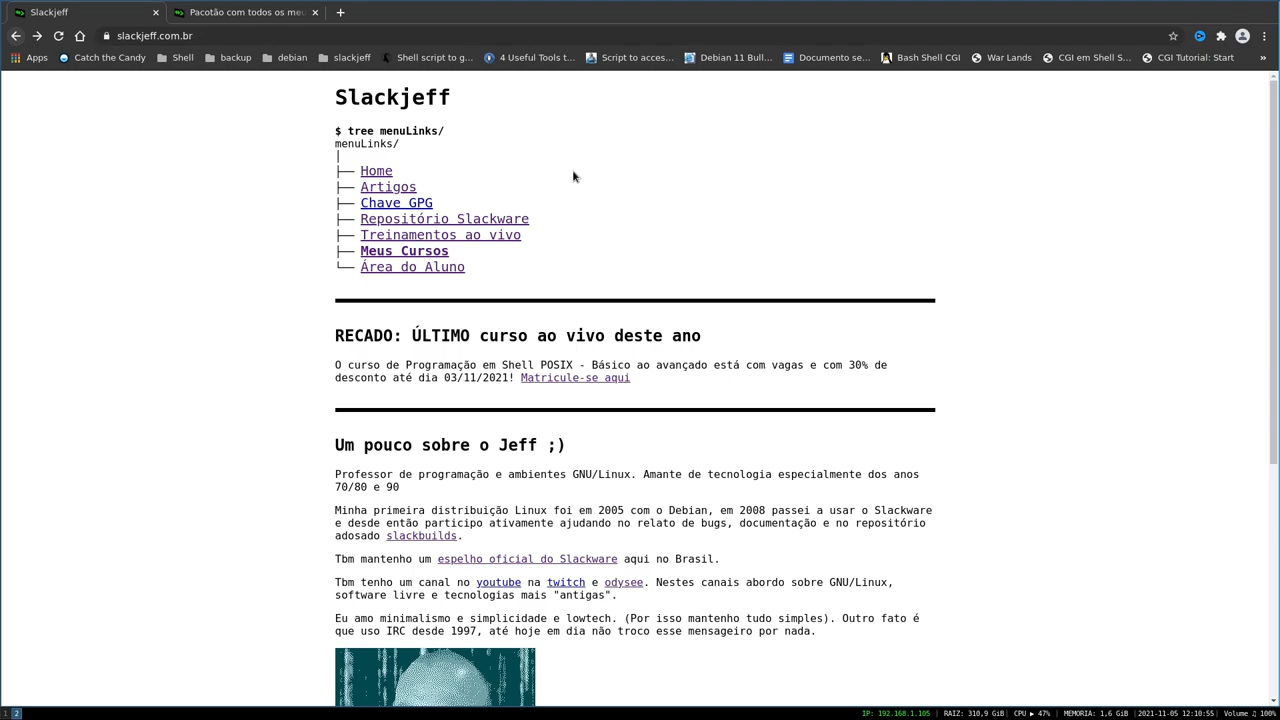 Slackjeff
Pacotão com todos os meu
slackjeff.com.br
Apps
Catch the Candy
Shell
backup
debian
slackjeff
Shell script to g...
4 Useful Tools t...
Script to acces...
Debian 11 Bull...
Documento se...
Bash Shell CGI
War Lands
CGI em Shell S...
CGI Tutorial: Start
»
Slackjeff
$ tree menuLinks/
menuLinks/
│
├── Home
├── Artigos
├── Chave GPG
├── Repositório Slackware
├── Treinamentos ao vivo
├── Meus Cursos
└── Área do Aluno
RECADO: ÚLTIMO curso ao vivo deste ano
O curso de Programação em Shell POSIX - Básico ao avançado está com vagas e com 30% de
desconto até dia 03/11/2021! Matricule-se aqui
Um pouco sobre o Jeff ;)
Professor de programação e ambientes GNU/Linux. Amante de tecnologia especialmente dos anos
70/80 e 90
Minha primeira distribuição Linux foi em 2005 com o Debian, em 2008 passei a usar o Slackware
e desde então participo ativamente ajudando no relato de bugs, documentação e no repositório
adosado slackbuilds.
Tbm mantenho um espelho oficial do Slackware aqui no Brasil.
Tbm tenho um canal no youtube na twitch e odysee. Nestes canais abordo sobre GNU/Linux,
software livre e tecnologias mais "antigas".
Eu amo minimalismo e simplicidade e lowtech. (Por isso mantenho tudo simples). Outro fato é
que uso IRC desde 1997, até hoje em dia não troco esse mensageiro por nada.
1 2 IP: 192.168.1.105 | RAIZ: 310,9 GiB | CPU ▶ 47% | MEMORIA: 1,6 GiB | 2021-11-05 12:10:55 | Volume ♫ 100%